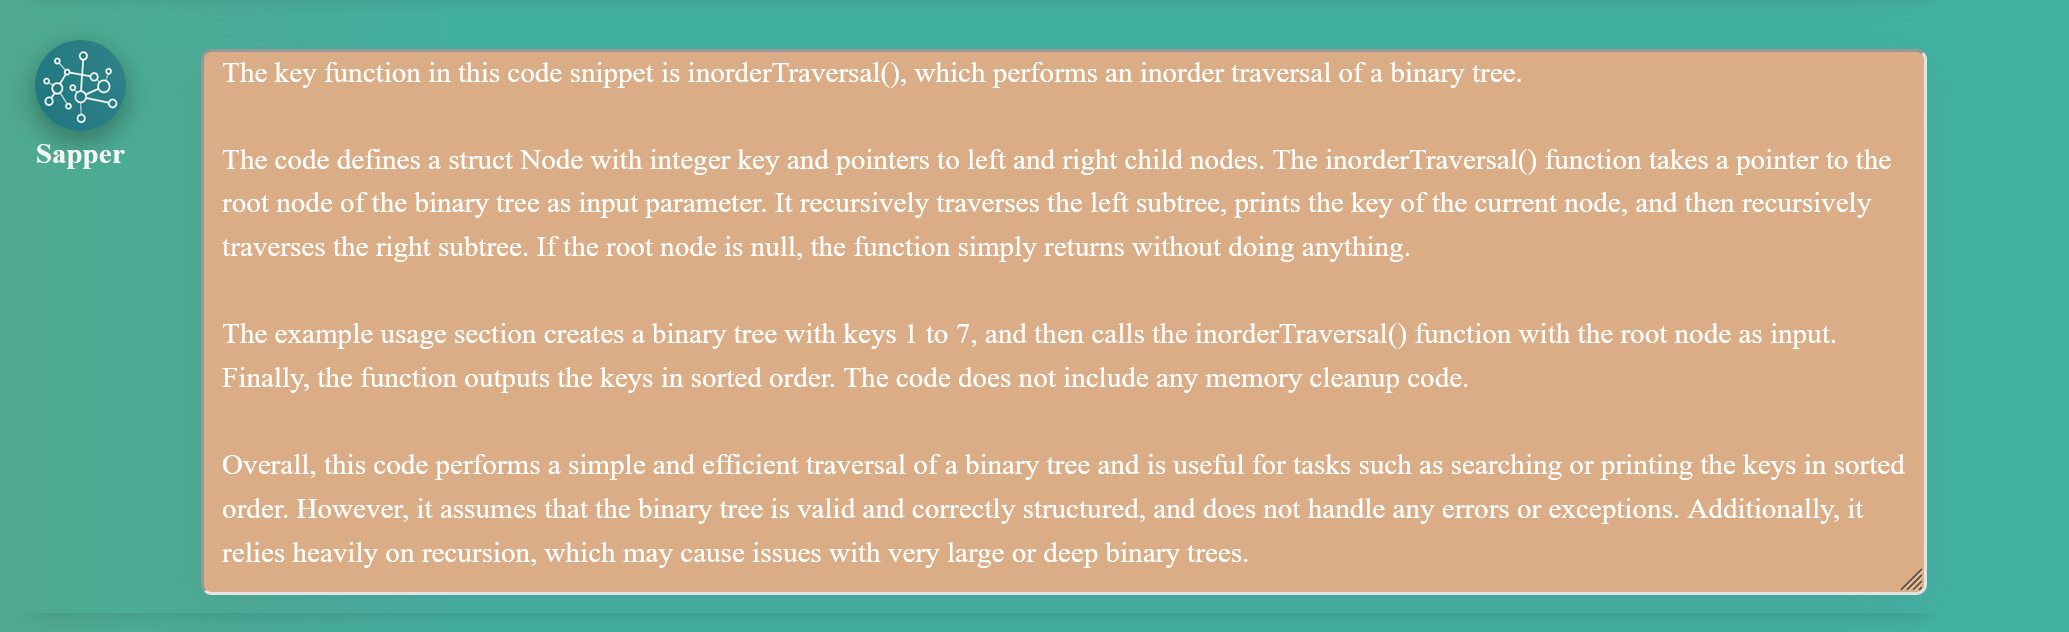 Sapper
The key function in this code snippet is inorderTraversal(), which performs an inorder traversal of a binary tree.
The code defines a struct Node with integer key and pointers to left and right child nodes. The inorderTraversal() function takes a pointer to the
root node of the binary tree as input parameter. It recursively traverses the left subtree, prints the key of the current node, and then recursively
traverses the right subtree. If the root node is null, the function simply returns without doing anything.
The example usage section creates a binary tree with keys 1 to 7, and then calls the inorderTraversal() function with the root node as input.
Finally, the function outputs the keys in sorted order. The code does not include any memory cleanup code.
Overall, this code performs a simple and efficient traversal of a binary tree and is useful for tasks such as searching or printing the keys in sorted
order. However, it assumes that the binary tree is valid and correctly structured, and does not handle any errors or exceptions. Additionally, it
relies heavily on recursion, which may cause issues with very large or deep binary trees.